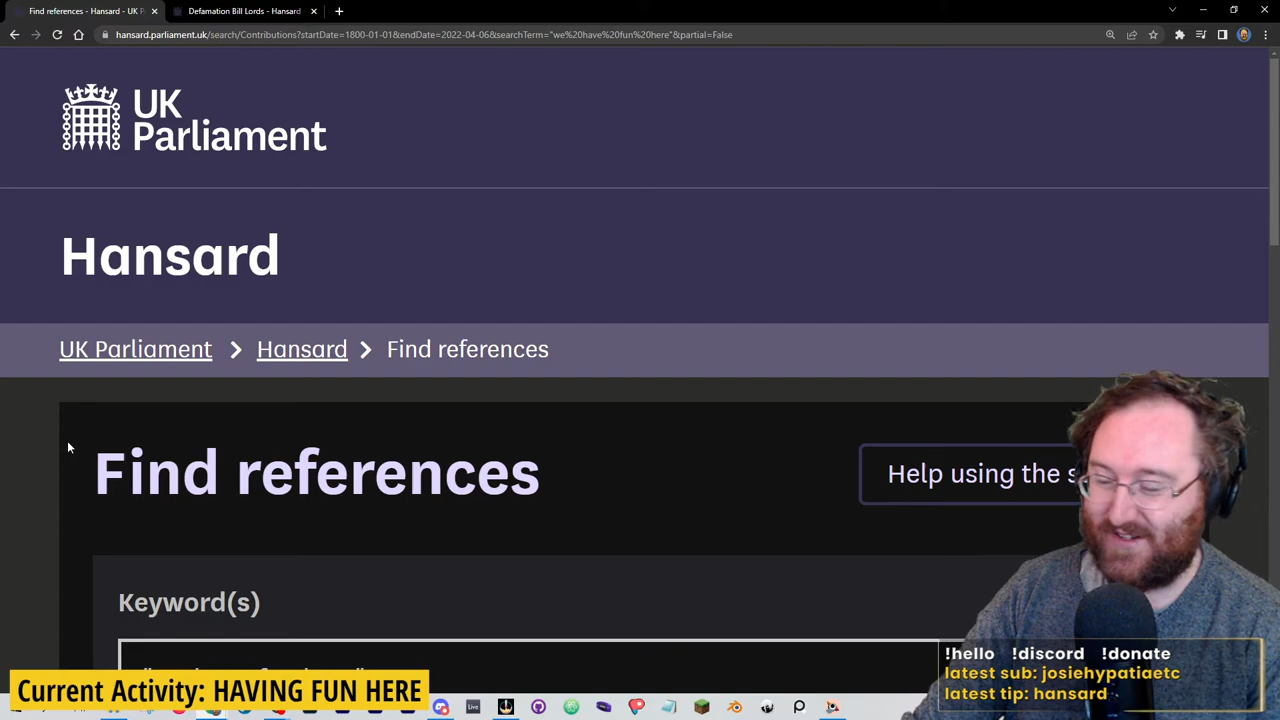 Find references - Hansard - UK P
Defamation Bill Lords - Hansard
hansard.parliament.uk/search/Contributions?startDate=1800-01-01&endDate=2022-04-06&searchTerm="we%20have%20fun%20here"&partial=False
UK
Parliament
Hansard
UK Parliament > Hansard > Find references
Find references
Help using the s
Keyword(s)
Current Activity: HAVING FUN HERE
!hello !discord !donate
latest sub: josiehypatiaetc
latest tip: hansard
Live